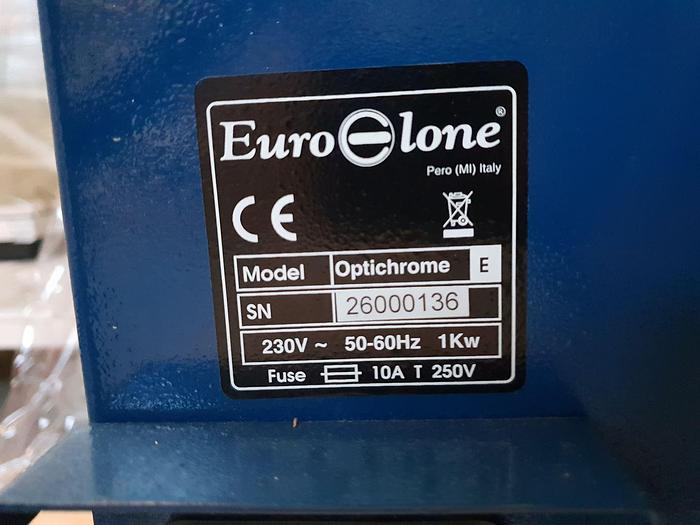 EuroClone®
Pero (MI) Italy
CE
Model Optichrome E
SN 26000136
230V ~ 50-60Hz 1Kw
Fuse 10A T 250V